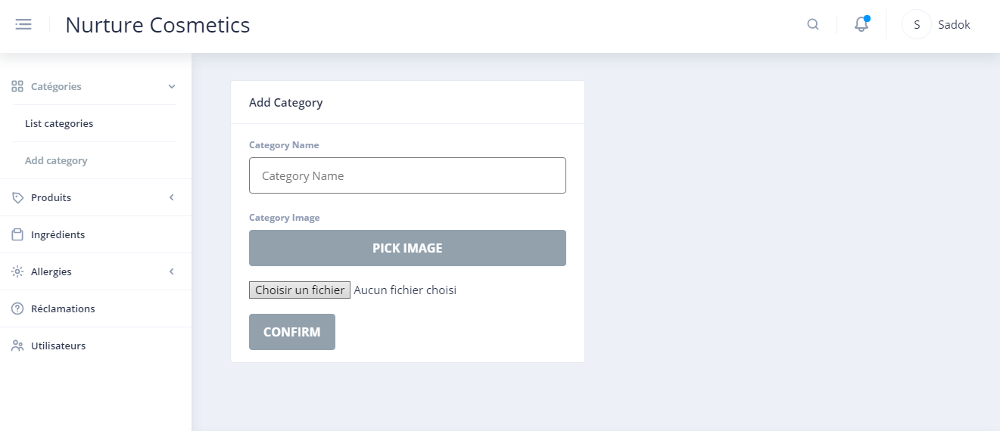 Nurture Cosmetics
S Sadok
Catégories
List categories
Add category
Produits
Ingrédients
Allergies
Réclamations
Utilisateurs
Add Category
Category Name
Category Name
Category Image
PICK IMAGE
Choisir un fichier Aucun fichier choisi
CONFIRM